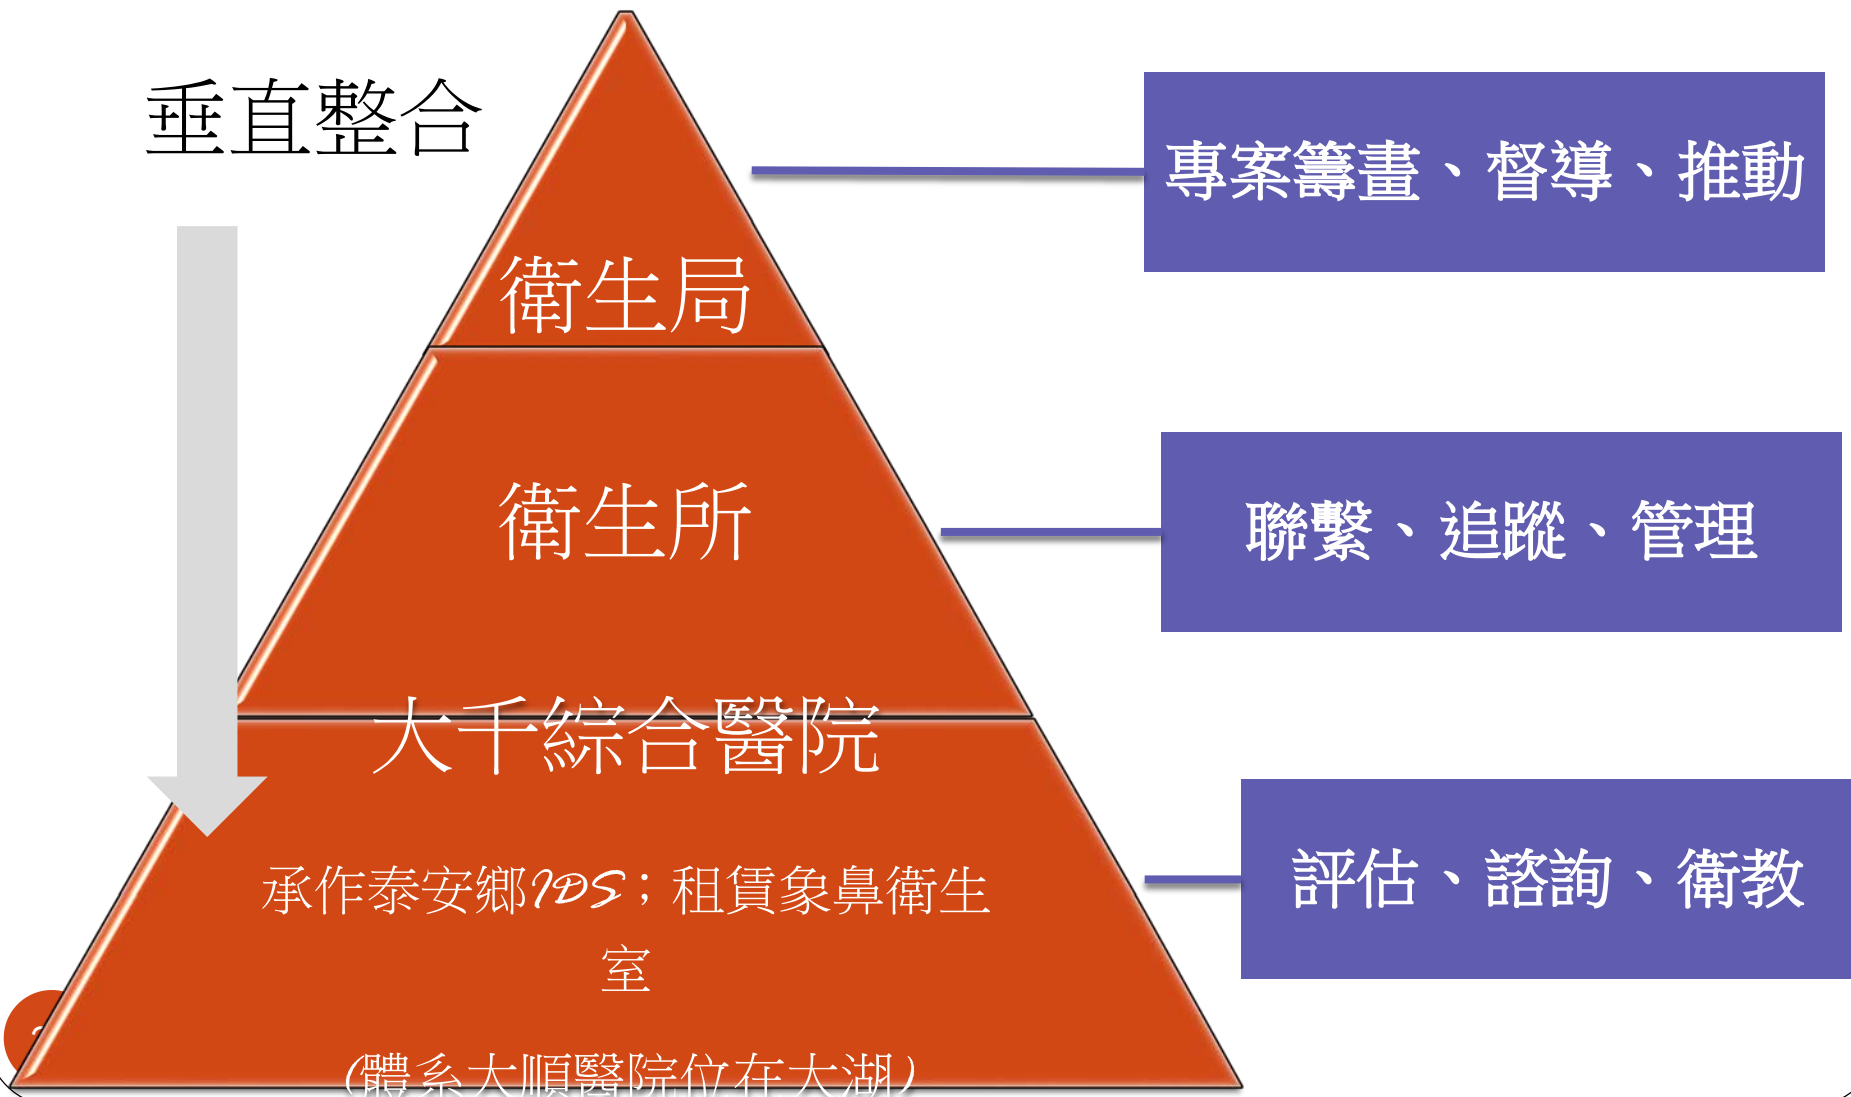 垂直整合
專案籌畫、督導、推動
衛生局
衛生所
聯繫、追蹤、管理
大千綜合醫院
承作泰安鄉IDS；租賃象鼻衛生
室
評估、諮詢、衛教
(體系大順醫院位在大湖)